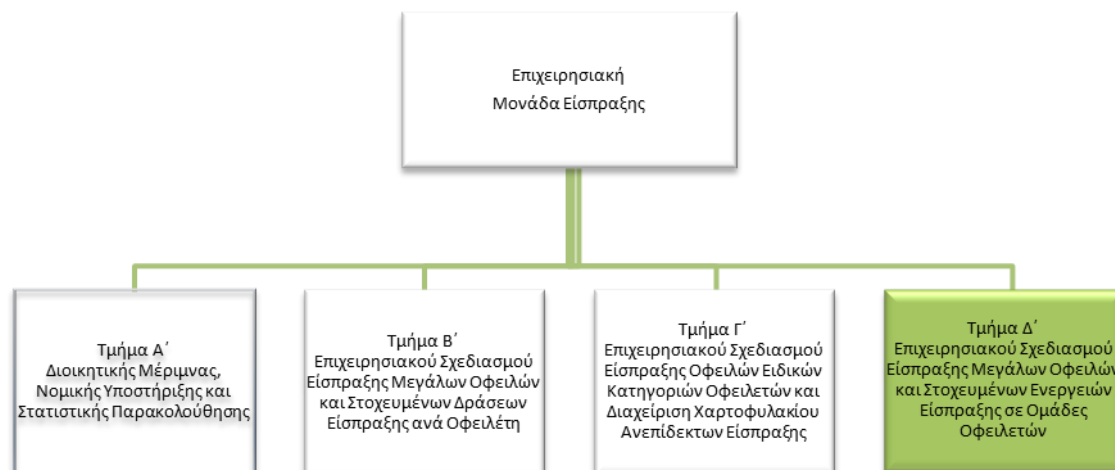 Επιχειρησιακή
Μονάδα Είσπραξης
Τμήμα Α΄
Διοικητικής Μέριμνας,
Νομικής Υποστήριξης και
Στατιστικής Παρακολούθησης
Τμήμα Β΄
Επιχειρησιακού Σχεδιασμού
Είσπραξης Μεγάλων Οφειλών
και Στοχευμένων Δράσεων
Είσπραξης ανά Οφειλέτη
Τμήμα Γ΄
Επιχειρησιακού Σχεδιασμού
Είσπραξης Οφειλών Ειδικών
Κατηγοριών Οφειλετών και
Διαχείριση Χαρτοφυλακίου
Ανεπίδεκτων Είσπραξης
Τμήμα Δ΄
Επιχειρησιακού Σχεδιασμού
Είσπραξης Μεγάλων Οφειλών
και Στοχευμένων Ενεργειών
Είσπραξης σε Ομάδες
Οφειλετών